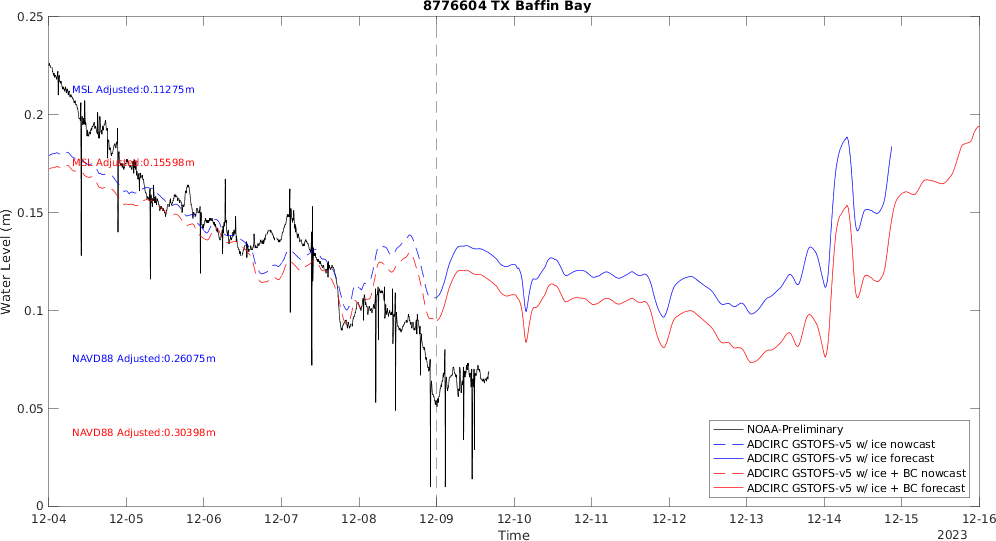 8776604 TX Baffin Bay
0.25
MSL Adjusted:0.11275m
0.2
MSL Adjusted:0.15598m
0.15
Water Level (m)
0.1
NAVD88 Adjusted:0.26075m
0.05
NAVD88 Adjusted:0.30398m
NOAA-Preliminary
ADCIRC GSTOFS-v5 w/ ice nowcast
ADCIRC GSTOFS-v5 w/ ice forecast
ADCIRC GSTOFS-v5 w/ ice + BC nowcast
ADCIRC GSTOFS-v5 w/ ice + BC forecast
0
12-04 12-05 12-06 12-07 12-08 12-09 12-10 12-11 12-12 12-13 12-14 12-15 12-16
Time
2023